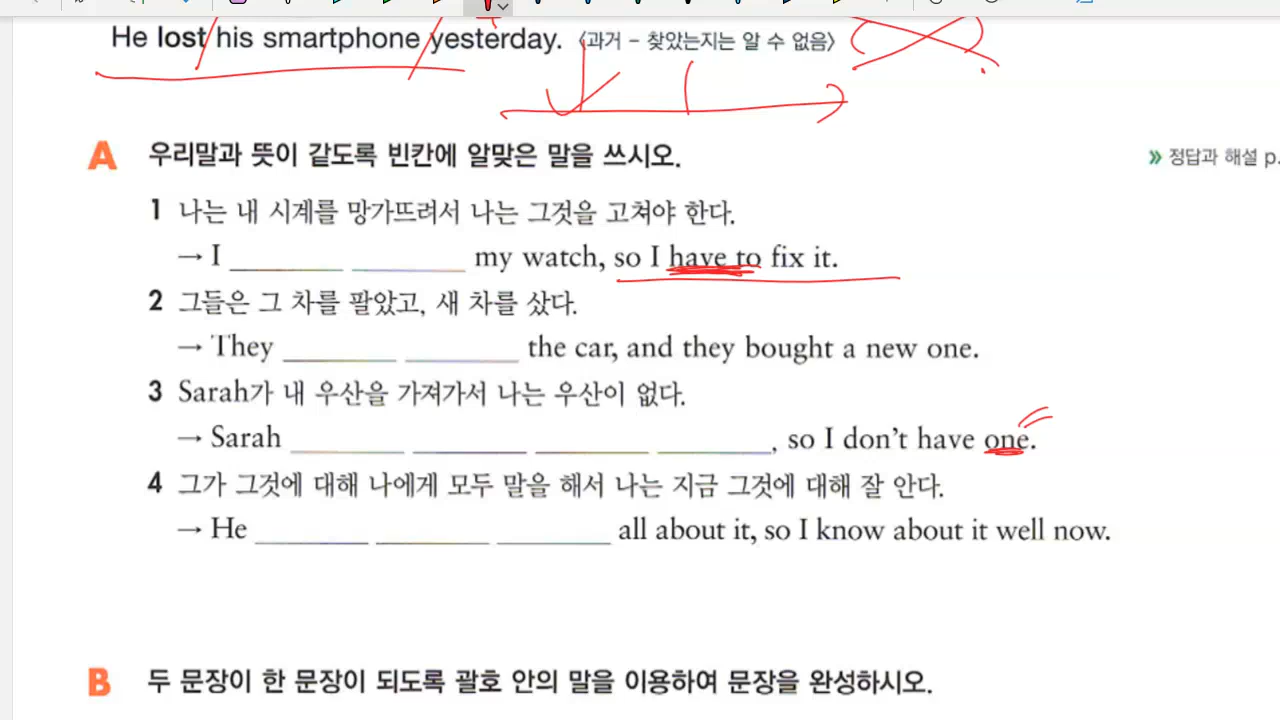 He lost his smartphone yesterday. 〈과거 – 찾았는지는 알 수 없음〉
A 우리말과 뜻이 같도록 빈칸에 알맞은 말을 쓰시오.
» 정답과 해설 p.
1 나는 내 시계를 망가뜨려서 나는 그것을 고쳐야 한다.
→ I ________ ________ my watch, so I have to fix it.
2 그들은 그 차를 팔았고, 새 차를 샀다.
→ They ________ ________ the car, and they bought a new one.
3 Sarah가 내 우산을 가져가서 나는 우산이 없다.
→ Sarah ________ ________ ________ ________, so I don't have one.
4 그가 그것에 대해 나에게 모두 말을 해서 나는 지금 그것에 대해 잘 안다.
→ He ________ ________ ________ all about it, so I know about it well now.
B 두 문장이 한 문장이 되도록 괄호 안의 말을 이용하여 문장을 완성하시오.